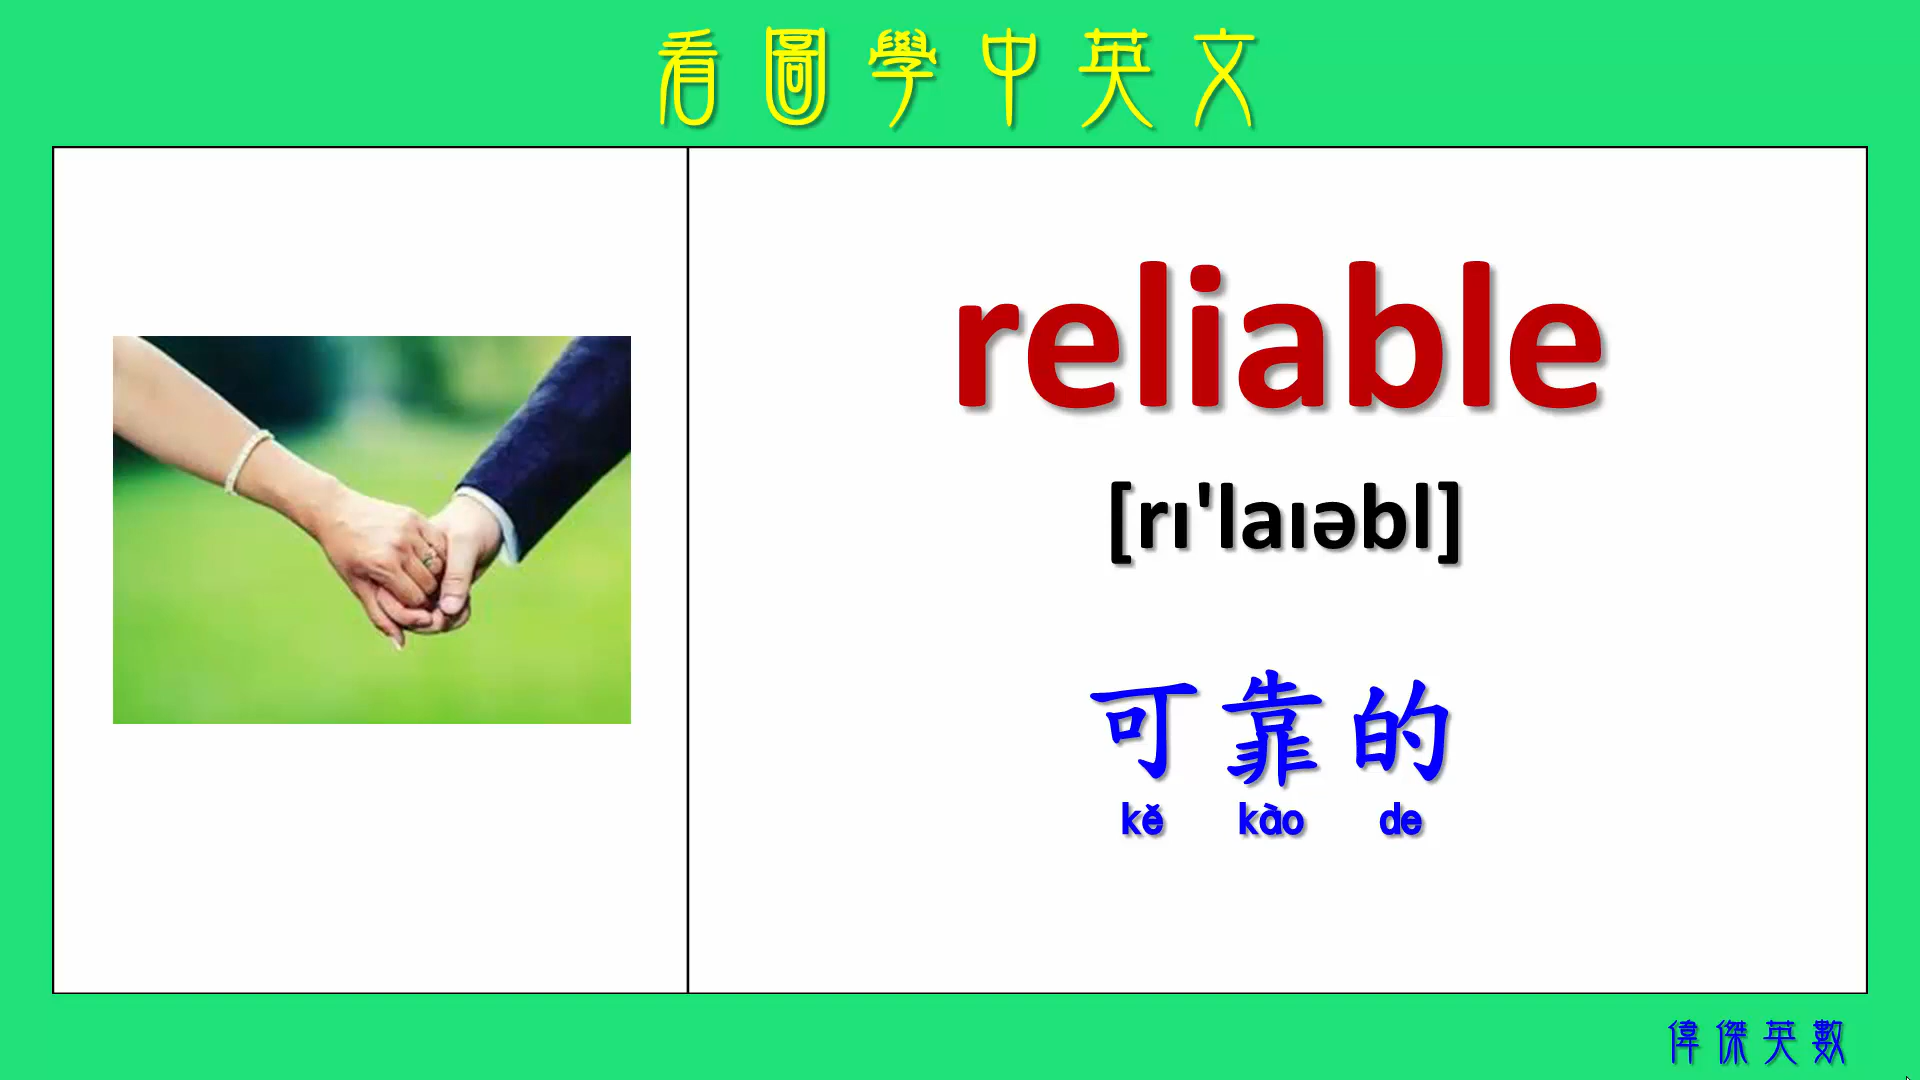 看圖學中英文
reliable
[rɪ'laɪəbl]
可靠的
kě kào de
偉傑英數